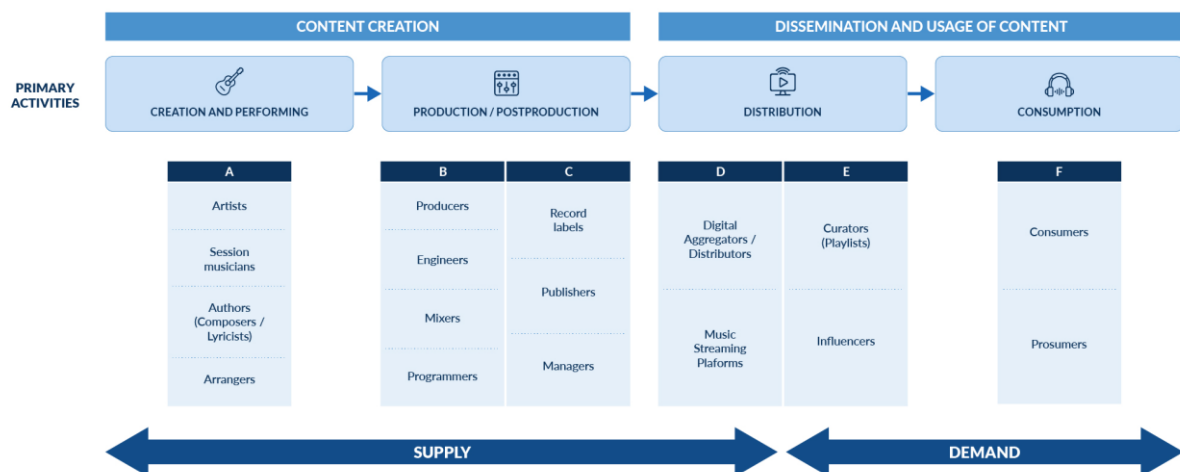 CONTENT CREATION
DISSEMINATION AND USAGE OF CONTENT
PRIMARY
ACTIVITIES
CREATION AND PERFORMING
PRODUCTION / POSTPRODUCTION
DISTRIBUTION
CONSUMPTION
A
Artists
Session
musicians
Authors
(Composers /
Lyricists)
Arrangers
B
Producers
Engineers
Mixers
Programmers
C
Record
labels
Publishers
Managers
D
Digital
Aggregators /
Distributors
Music
Streaming
Plaforms
E
Curators
(Playlists)
Influencers
F
Consumers
Prosumers
SUPPLY
DEMAND